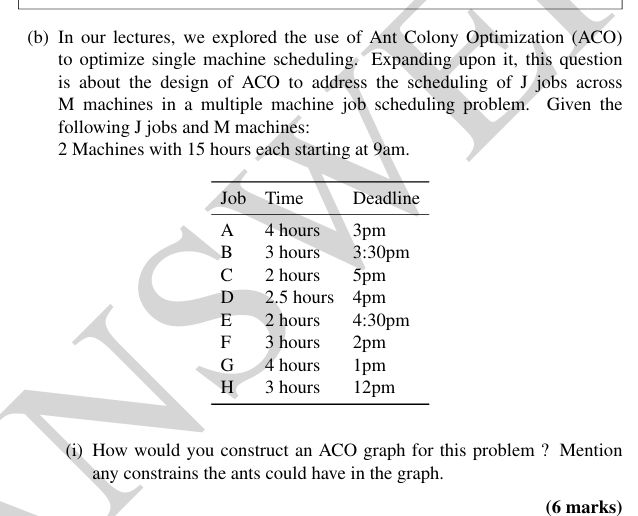 (b) In our lectures, we explored the use of Ant Colony Optimization (ACO)
to optimize single machine scheduling. Expanding upon it, this question
is about the design of ACO to address the scheduling of J jobs across
M machines in a multiple machine job scheduling problem. Given the
following J jobs and M machines:
2 Machines with 15 hours each starting at 9am.
Job Time Deadline
A 4 hours 3pm
B 3 hours 3:30pm
C 2 hours 5pm
D 2.5 hours 4pm
E 2 hours 4:30pm
F 3 hours 2pm
G 4 hours 1pm
H 3 hours 12pm
(i) How would you construct an ACO graph for this problem ? Mention
any constrains the ants could have in the graph.
(6 marks)
ANSWER